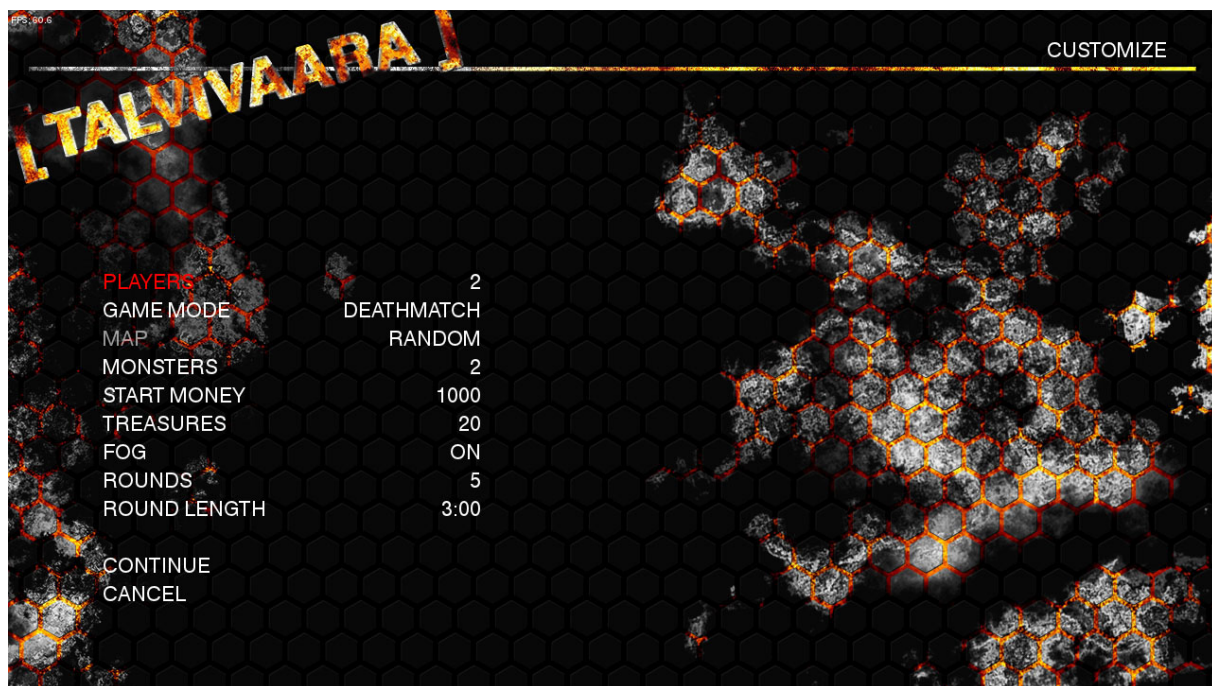 FPS: 60.6
[ TALVIVAARA ]
CUSTOMIZE
PLAYERS 2
GAME MODE DEATHMATCH
MAP RANDOM
MONSTERS 2
START MONEY 1000
TREASURES 20
FOG ON
ROUNDS 5
ROUND LENGTH 3:00
CONTINUE
CANCEL